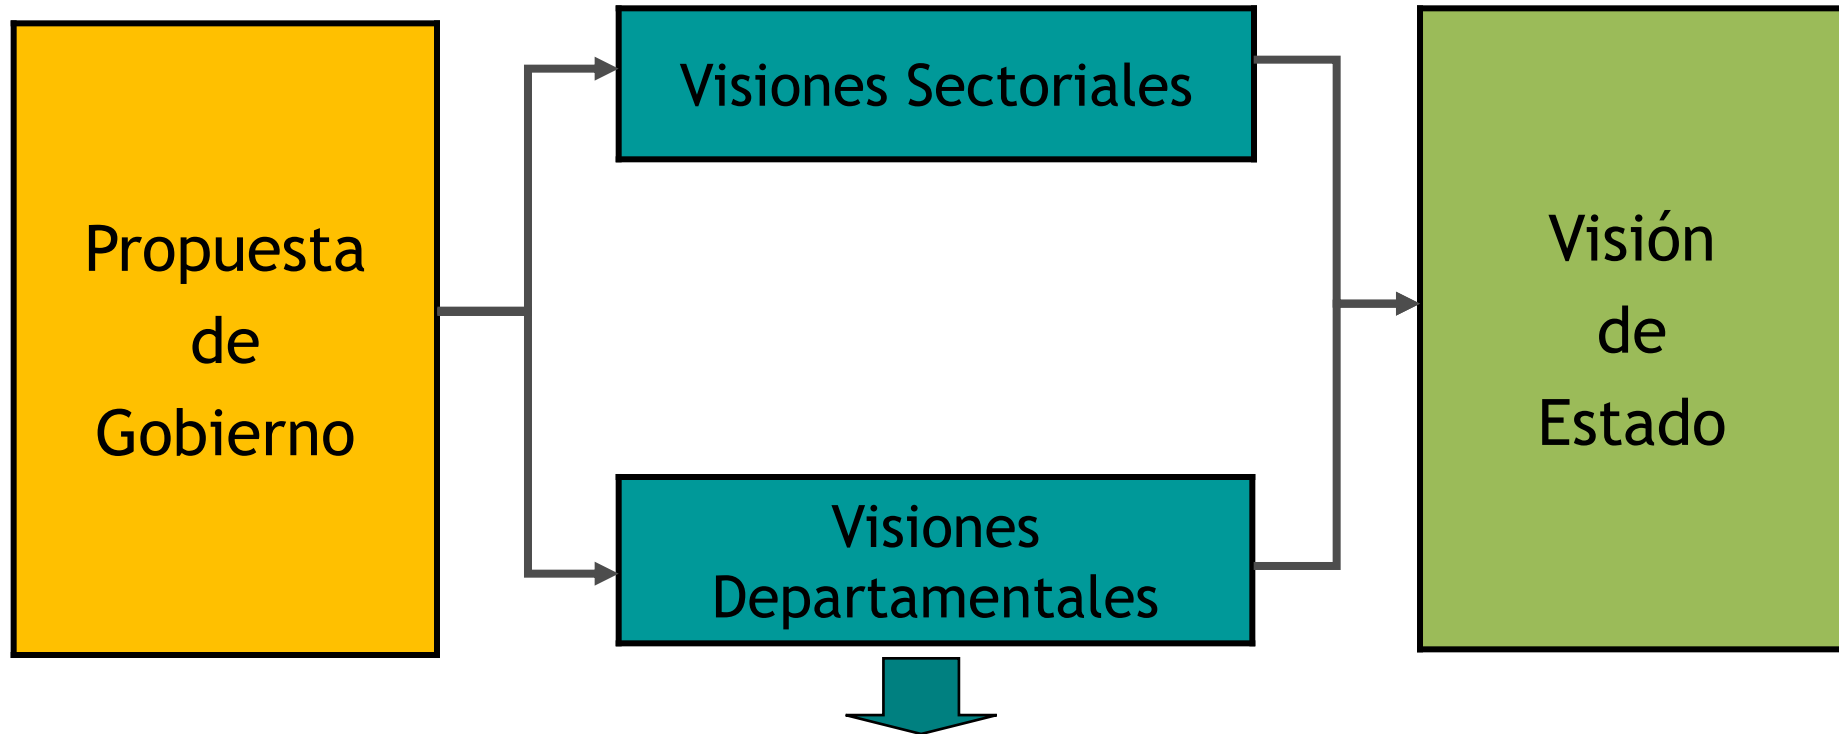 Propuesta
de
Gobierno
Visiones Sectoriales
Visiones
Departamentales
Visión
de
Estado